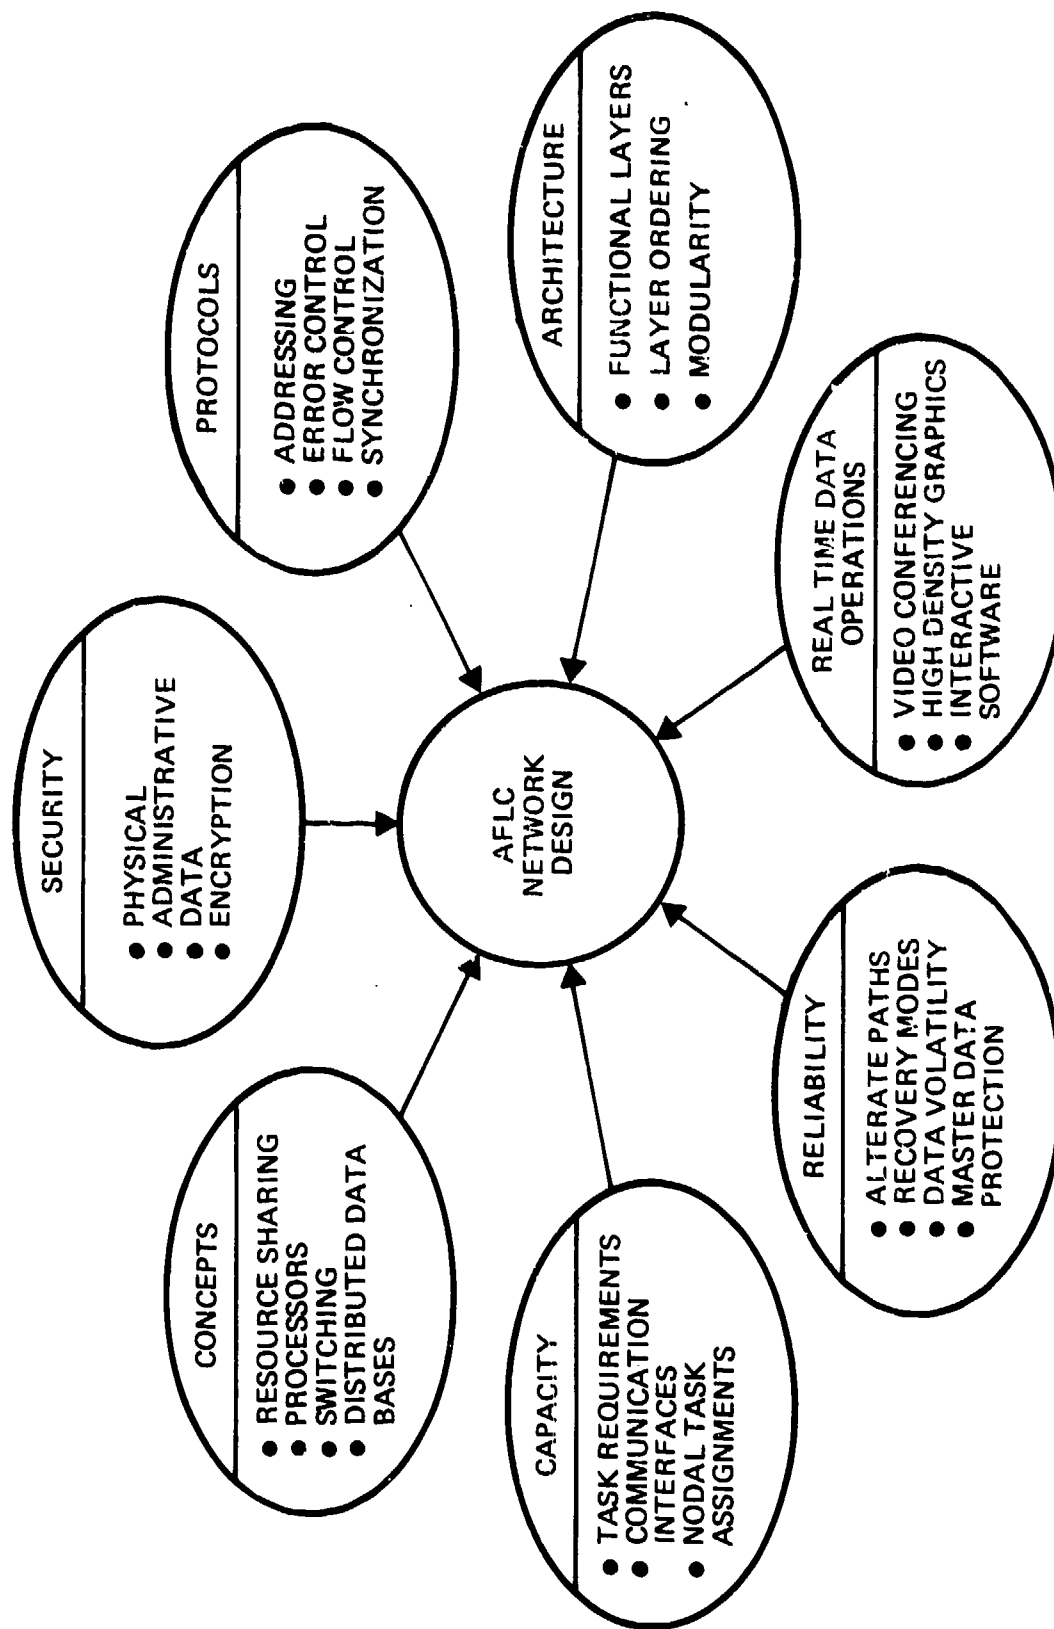 SECURITY
● PHYSICAL
● ADMINISTRATIVE
● DATA
● ENCRYPTION
CONCEPTS
● RESOURCE SHARING
● PROCESSORS
● SWITCHING
● DISTRIBUTED DATA
BASES
PROTOCOLS
● ADDRESSING
● ERROR CONTROL
● FLOW CONTROL
● SYNCHRONIZATION
AFLC
NETWORK
DESIGN
CAPACITY
● TASK REQUIREMENTS
● COMMUNICATION
INTERFACES
● NODAL TASK
ASSIGNMENTS
ARCHITECTURE
● FUNCTIONAL LAYERS
● LAYER ORDERING
● MODULARITY
RELIABILITY
● ALTERATE PATHS
● RECOVERY MODES
● DATA VOLATILITY
● MASTER DATA
PROTECTION
REAL TIME DATA
OPERATIONS
● VIDEO CONFERENCING
● HIGH DENSITY GRAPHICS
● INTERACTIVE
SOFTWARE